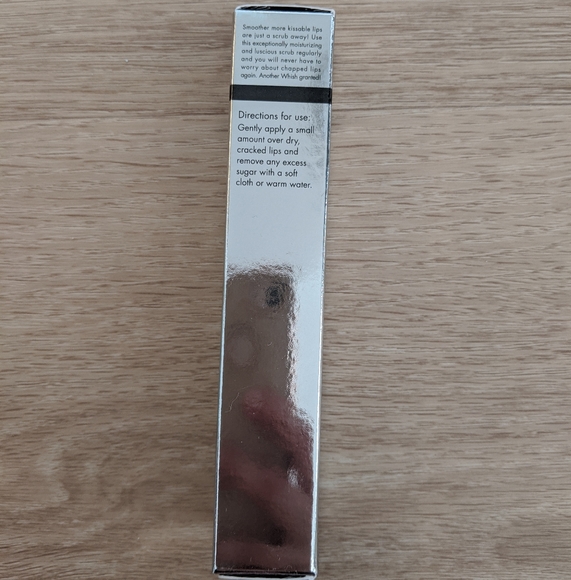 Smoother more kissable lips
are just a scrub away! Use
this exceptionally moisturizing
and luscious scrub regularly
and you will never have to
worry about chapped lips
again. Another Whish granted!
Directions for use:
Gently apply a small
amount over dry,
cracked lips and
remove any excess
sugar with a soft
cloth or warm water.